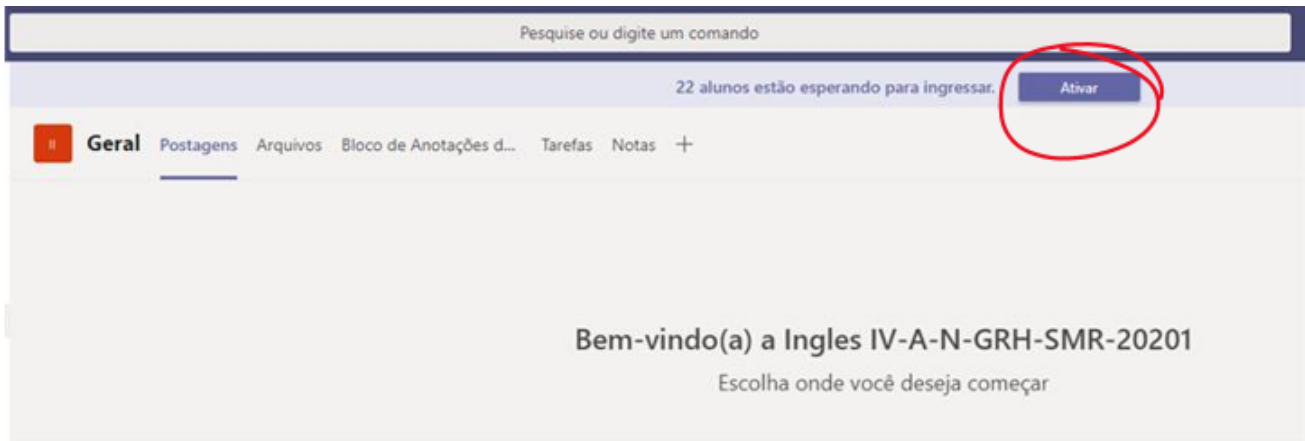 Pesquise ou digite um comando
22 alunos estão esperando para ingressar. Ativar
Geral Postagens Arquivos Bloco de Anotações d... Tarefas Notas +
Bem-vindo(a) a Ingles IV-A-N-GRH-SMR-20201
Escolha onde você deseja começar